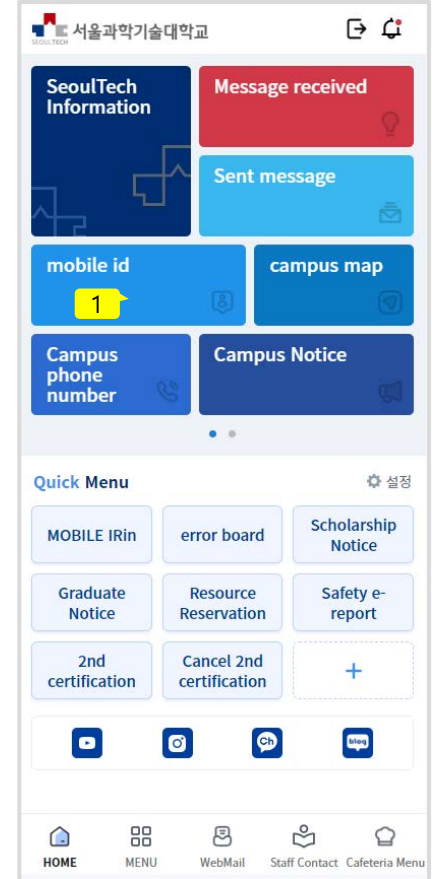 SEOULTECH 서울과학기술대학교
SeoulTech
Information
Message received
Sent message
mobile id
1
campus map
Campus
phone
number
Campus Notice
Quick Menu
설정
MOBILE IRin
error board
Scholarship
Notice
Graduate
Notice
Resource
Reservation
Safety e-
report
2nd
certification
Cancel 2nd
certification
+
Ch
blog
HOME
MENU
WebMail
Staff Contact
Cafeteria Menu